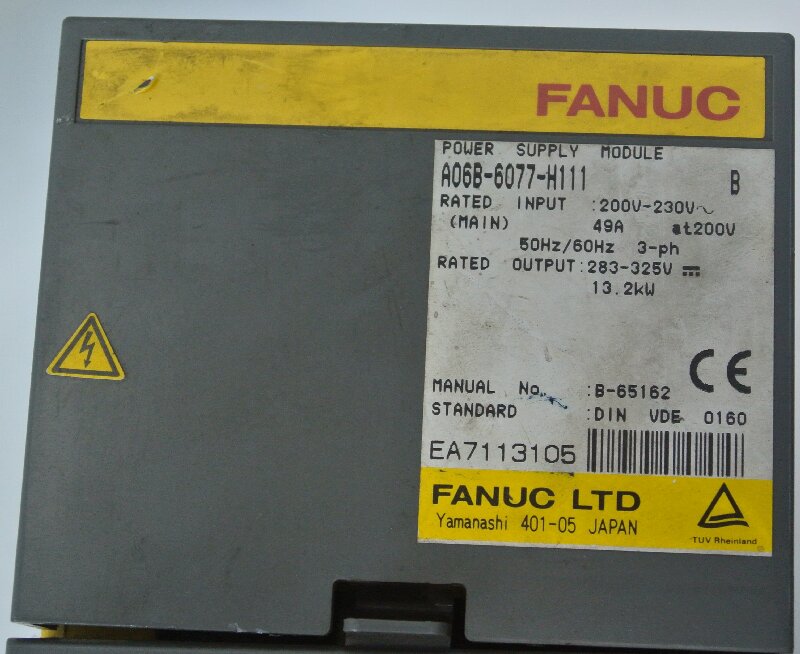 FANUC
POWER SUPPLY MODULE
A06B-6077-H111 B
RATED INPUT :200V-230V~
(MAIN) 49A at200V
50Hz/60Hz 3-ph
RATED OUTPUT:283-325V ⎓
13.2kW
CE
MANUAL No. :B-65162
STANDARD :DIN VDE 0160
EA7113105
FANUC LTD
Yamanashi 401-05 JAPAN
TUV Rheinland